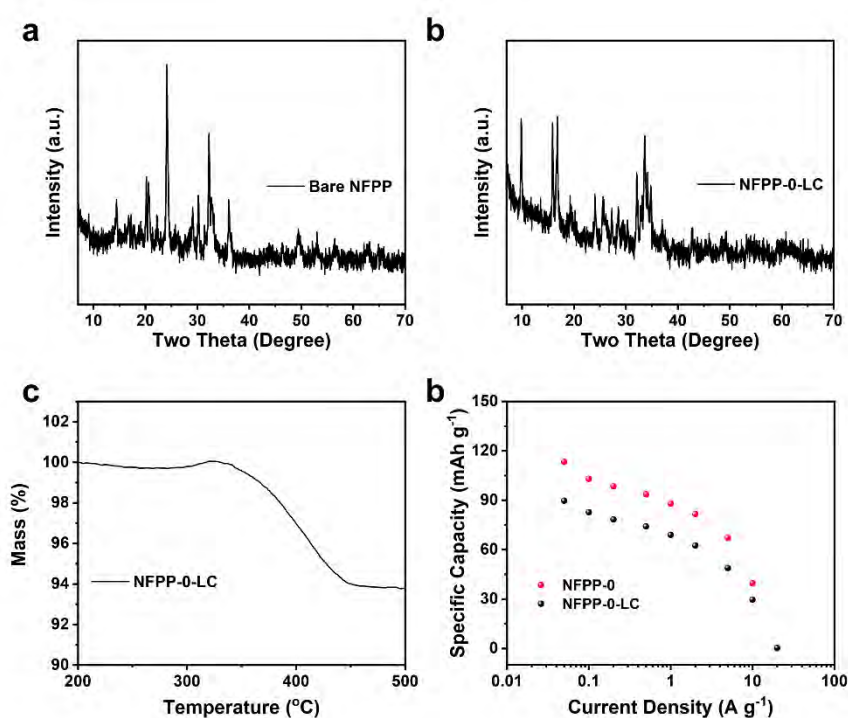 a
Intensity (a.u.)
Bare NFPP
10 20 30 40 50 60 70
Two Theta (Degree)
b
Intensity (a.u.)
NFPP-0-LC
10 20 30 40 50 60 70
Two Theta (Degree)
c
Mass (%)
102
100
98
96
94
92
90
NFPP-0-LC
200 300 400 500
Temperature (°C)
b
Specific Capacity (mAh g⁻¹)
150
120
90
60
30
0
NFPP-0
NFPP-0-LC
0.01 0.1 1 10 100
Current Density (A g⁻¹)